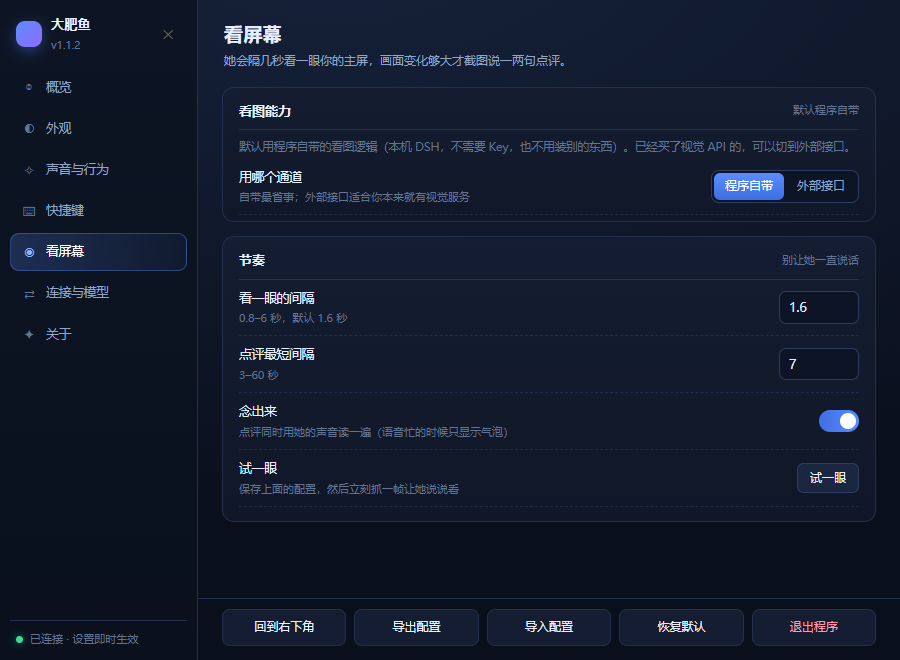 大肥鱼
v1.1.2
概览
外观
声音与行为
快捷键
看屏幕
连接与模型
关于
已连接 · 设置即时生效
看屏幕
她会隔几秒看一眼你的主屏，画面变化够大才截图说一两句点评。
看图能力
默认程序自带
默认用程序自带的看图逻辑（本机 DSH，不需要 Key，也不用装别的东西）。已经买了视觉 API 的，可以切到外部接口。
用哪个通道
自带最省事；外部接口适合你本来就有视觉服务
程序自带
外部接口
节奏
别让她一直说话
看一眼的间隔
0.8–6 秒，默认 1.6 秒
1.6
点评最短间隔
3–60 秒
7
念出来
点评同时用她的声音读一遍（语音忙的时候只显示气泡）
试一眼
保存上面的配置，然后立刻抓一帧让她说说看
试一眼
回到右下角
导出配置
导入配置
恢复默认
退出程序